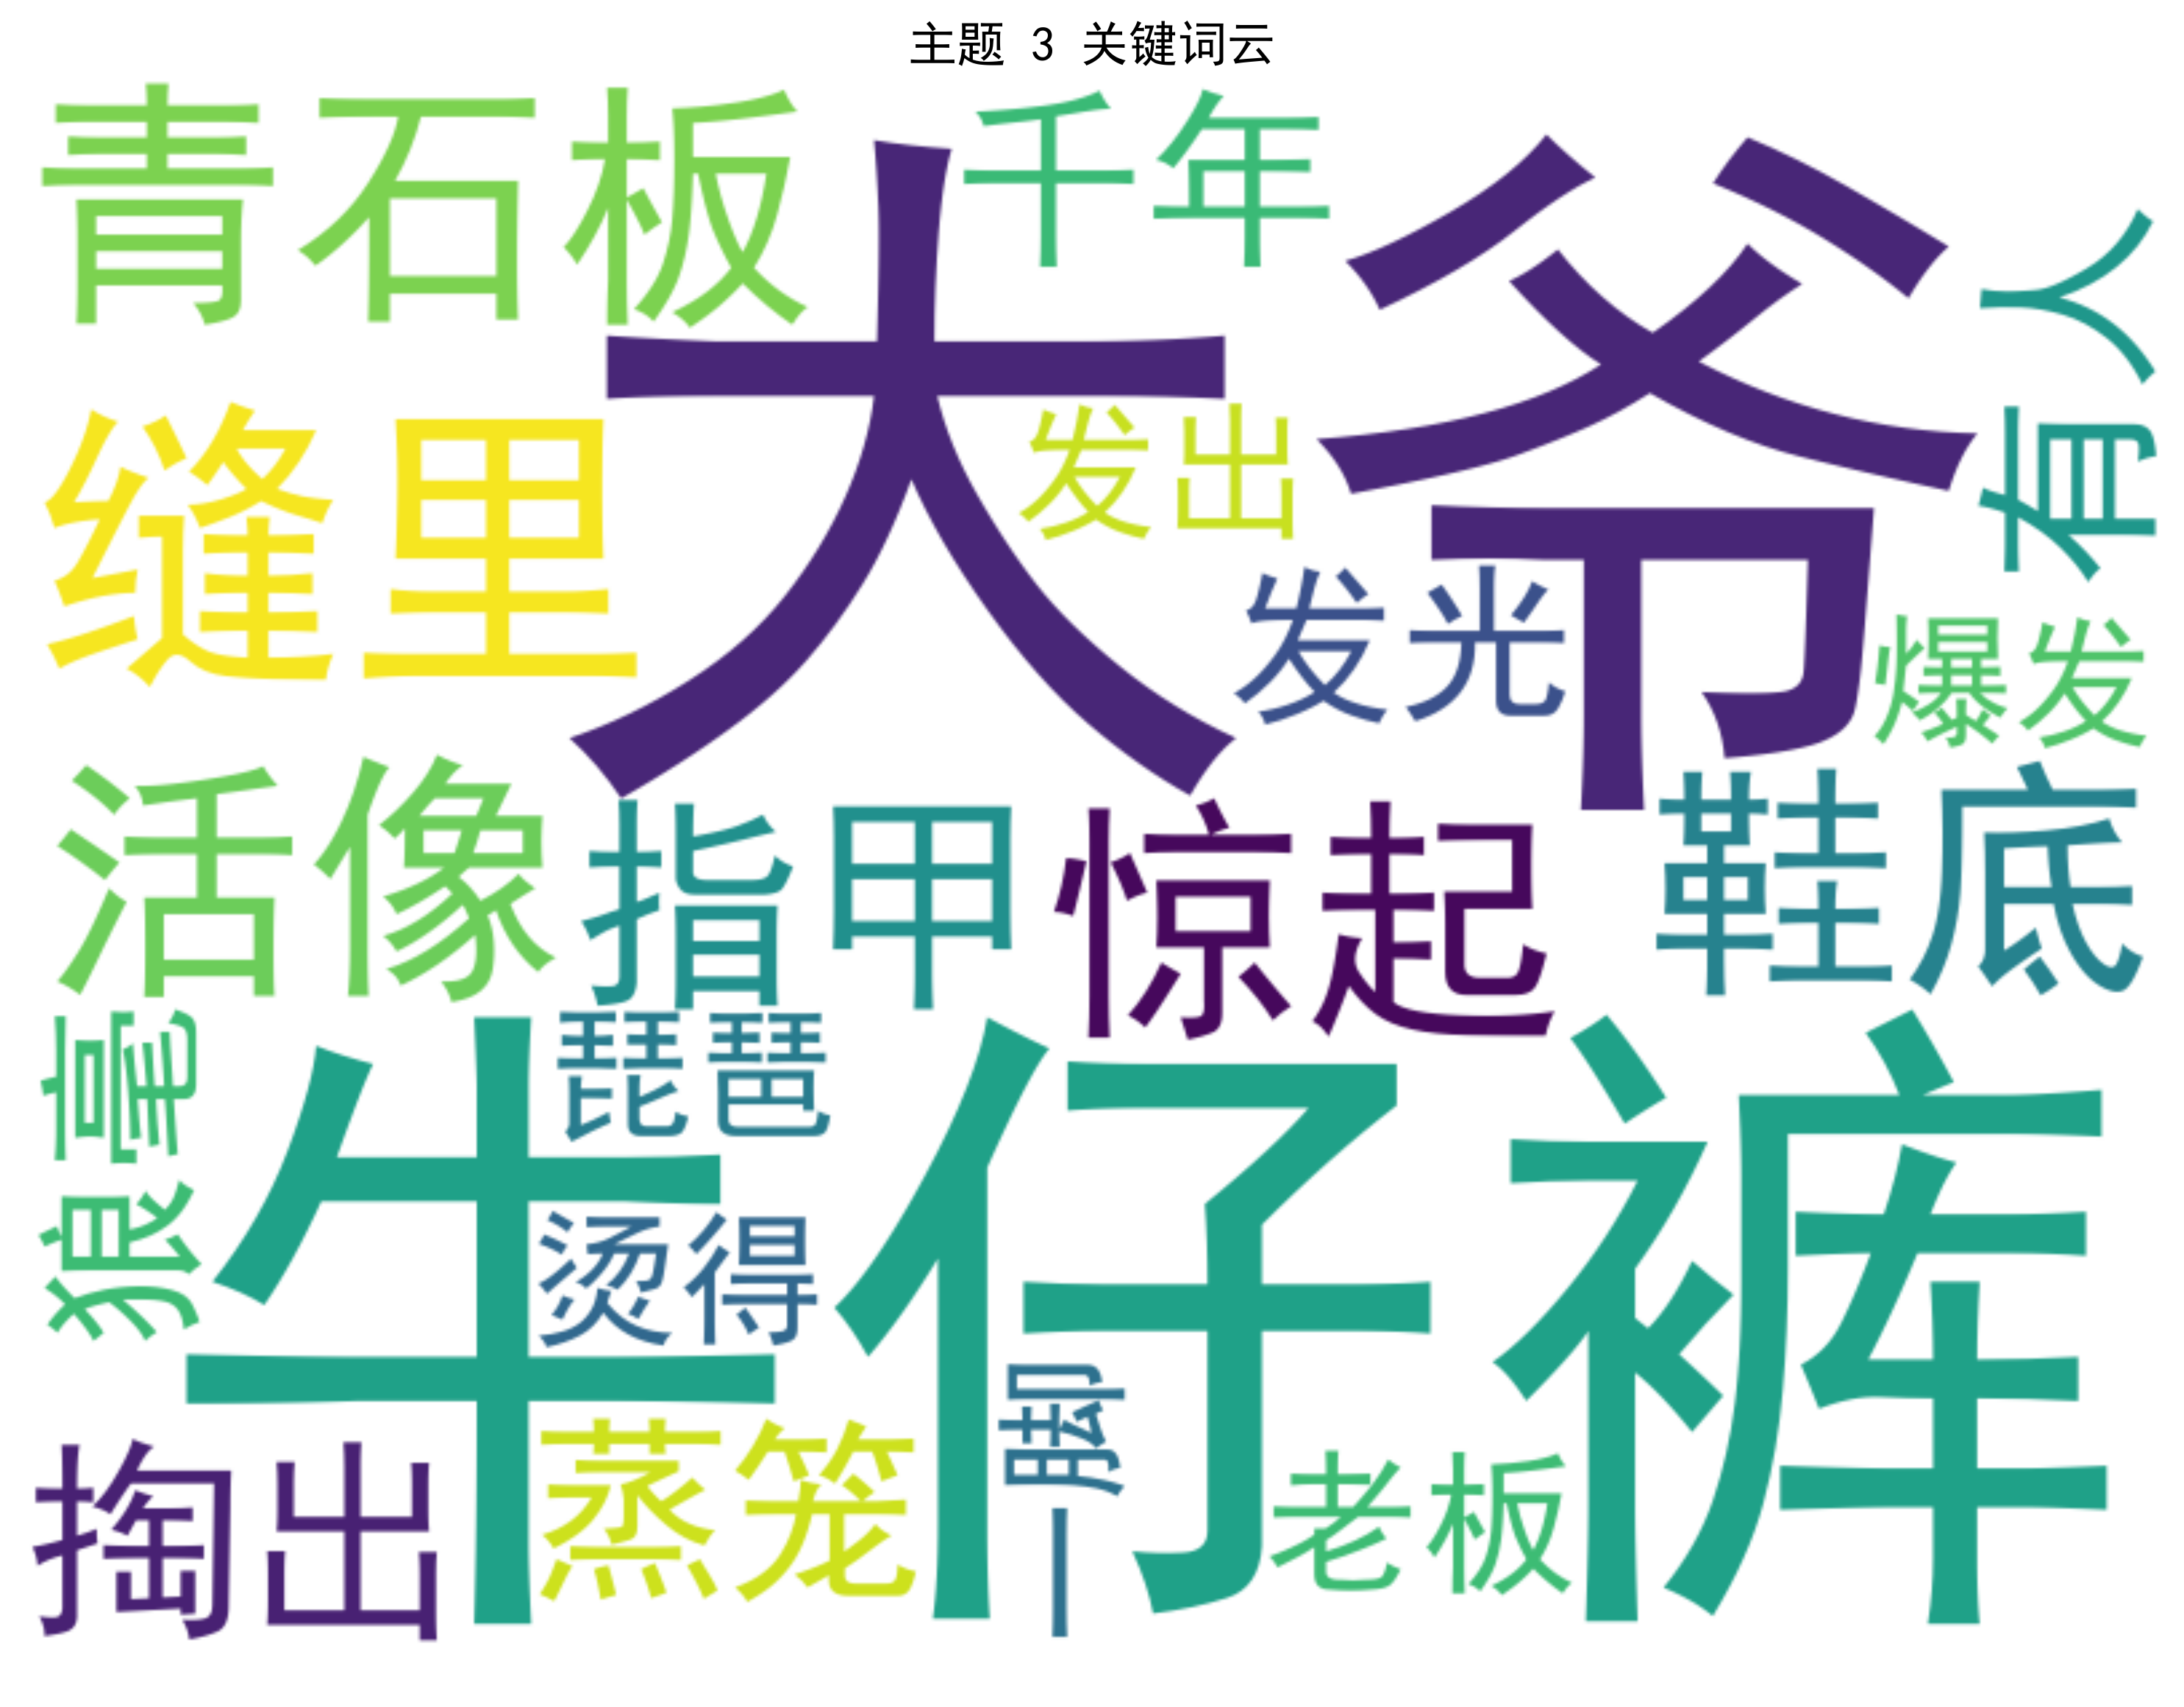 主题 3 关键词云
青石板
千年
大爷
有人
缝里
发出
发光
爆发
活像
指甲
惊起
鞋底
狼毫
琵琶
牛仔裤
烫得
一脚
掏出
蒸笼
老板